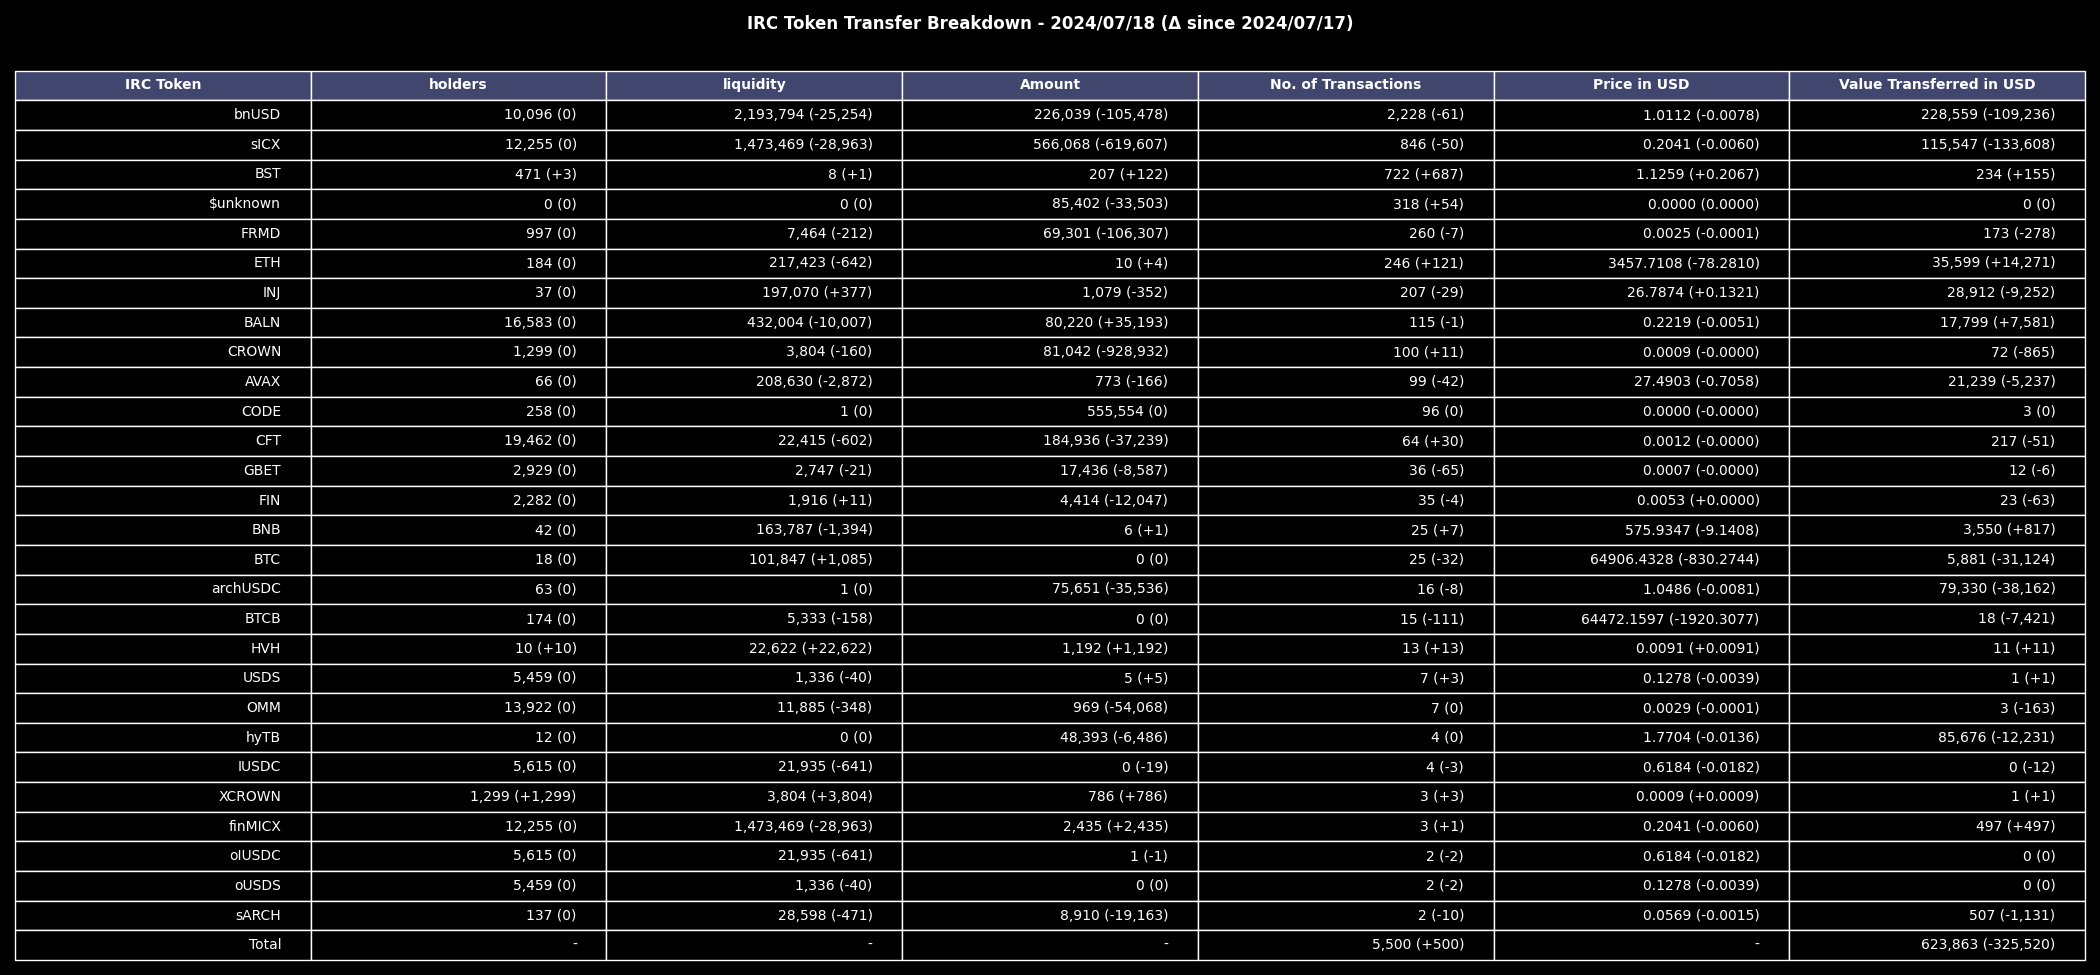 IRC Token Transfer Breakdown - 2024/07/18 (Δ since 2024/07/17)
IRC Token holders liquidity Amount No. of Transactions Price in USD Value Transferred in USD
bnUSD 10,096 (0) 2,193,794 (-25,254) 226,039 (-105,478) 2,228 (-61) 1.0112 (-0.0078) 228,559 (-109,236)
sICX 12,255 (0) 1,473,469 (-28,963) 566,068 (-619,607) 846 (-50) 0.2041 (-0.0060) 115,547 (-133,608)
BST 471 (+3) 8 (+1) 207 (+122) 722 (+687) 1.1259 (+0.2067) 234 (+155)
$unknown 0 (0) 0 (0) 85,402 (-33,503) 318 (+54) 0.0000 (0.0000) 0 (0)
FRMD 997 (0) 7,464 (-212) 69,301 (-106,307) 260 (-7) 0.0025 (-0.0001) 173 (-278)
ETH 184 (0) 217,423 (-642) 10 (+4) 246 (+121) 3457.7108 (-78.2810) 35,599 (+14,271)
INJ 37 (0) 197,070 (+377) 1,079 (-352) 207 (-29) 26.7874 (+0.1321) 28,912 (-9,252)
BALN 16,583 (0) 432,004 (-10,007) 80,220 (+35,193) 115 (-1) 0.2219 (-0.0051) 17,799 (+7,581)
CROWN 1,299 (0) 3,804 (-160) 81,042 (-928,932) 100 (+11) 0.0009 (-0.0000) 72 (-865)
AVAX 66 (0) 208,630 (-2,872) 773 (-166) 99 (-42) 27.4903 (-0.7058) 21,239 (-5,237)
CODE 258 (0) 1 (0) 555,554 (0) 96 (0) 0.0000 (-0.0000) 3 (0)
CFT 19,462 (0) 22,415 (-602) 184,936 (-37,239) 64 (+30) 0.0012 (-0.0000) 217 (-51)
GBET 2,929 (0) 2,747 (-21) 17,436 (-8,587) 36 (-65) 0.0007 (-0.0000) 12 (-6)
FIN 2,282 (0) 1,916 (+11) 4,414 (-12,047) 35 (-4) 0.0053 (+0.0000) 23 (-63)
BNB 42 (0) 163,787 (-1,394) 6 (+1) 25 (+7) 575.9347 (-9.1408) 3,550 (+817)
BTC 18 (0) 101,847 (+1,085) 0 (0) 25 (-32) 64906.4328 (-830.2744) 5,881 (-31,124)
archUSDC 63 (0) 1 (0) 75,651 (-35,536) 16 (-8) 1.0486 (-0.0081) 79,330 (-38,162)
BTCB 174 (0) 5,333 (-158) 0 (0) 15 (-111) 64472.1597 (-1920.3077) 18 (-7,421)
HVH 10 (+10) 22,622 (+22,622) 1,192 (+1,192) 13 (+13) 0.0091 (+0.0091) 11 (+11)
USDS 5,459 (0) 1,336 (-40) 5 (+5) 7 (+3) 0.1278 (-0.0039) 1 (+1)
OMM 13,922 (0) 11,885 (-348) 969 (-54,068) 7 (0) 0.0029 (-0.0001) 3 (-163)
hyTB 12 (0) 0 (0) 48,393 (-6,486) 4 (0) 1.7704 (-0.0136) 85,676 (-12,231)
IUSDC 5,615 (0) 21,935 (-641) 0 (-19) 4 (-3) 0.6184 (-0.0182) 0 (-12)
XCROWN 1,299 (+1,299) 3,804 (+3,804) 786 (+786) 3 (+3) 0.0009 (+0.0009) 1 (+1)
finMICX 12,255 (0) 1,473,469 (-28,963) 2,435 (+2,435) 3 (+1) 0.2041 (-0.0060) 497 (+497)
oIUSDC 5,615 (0) 21,935 (-641) 1 (-1) 2 (-2) 0.6184 (-0.0182) 0 (0)
oUSDS 5,459 (0) 1,336 (-40) 0 (0) 2 (-2) 0.1278 (-0.0039) 0 (0)
sARCH 137 (0) 28,598 (-471) 8,910 (-19,163) 2 (-10) 0.0569 (-0.0015) 507 (-1,131)
Total - - - 5,500 (+500) - 623,863 (-325,520)